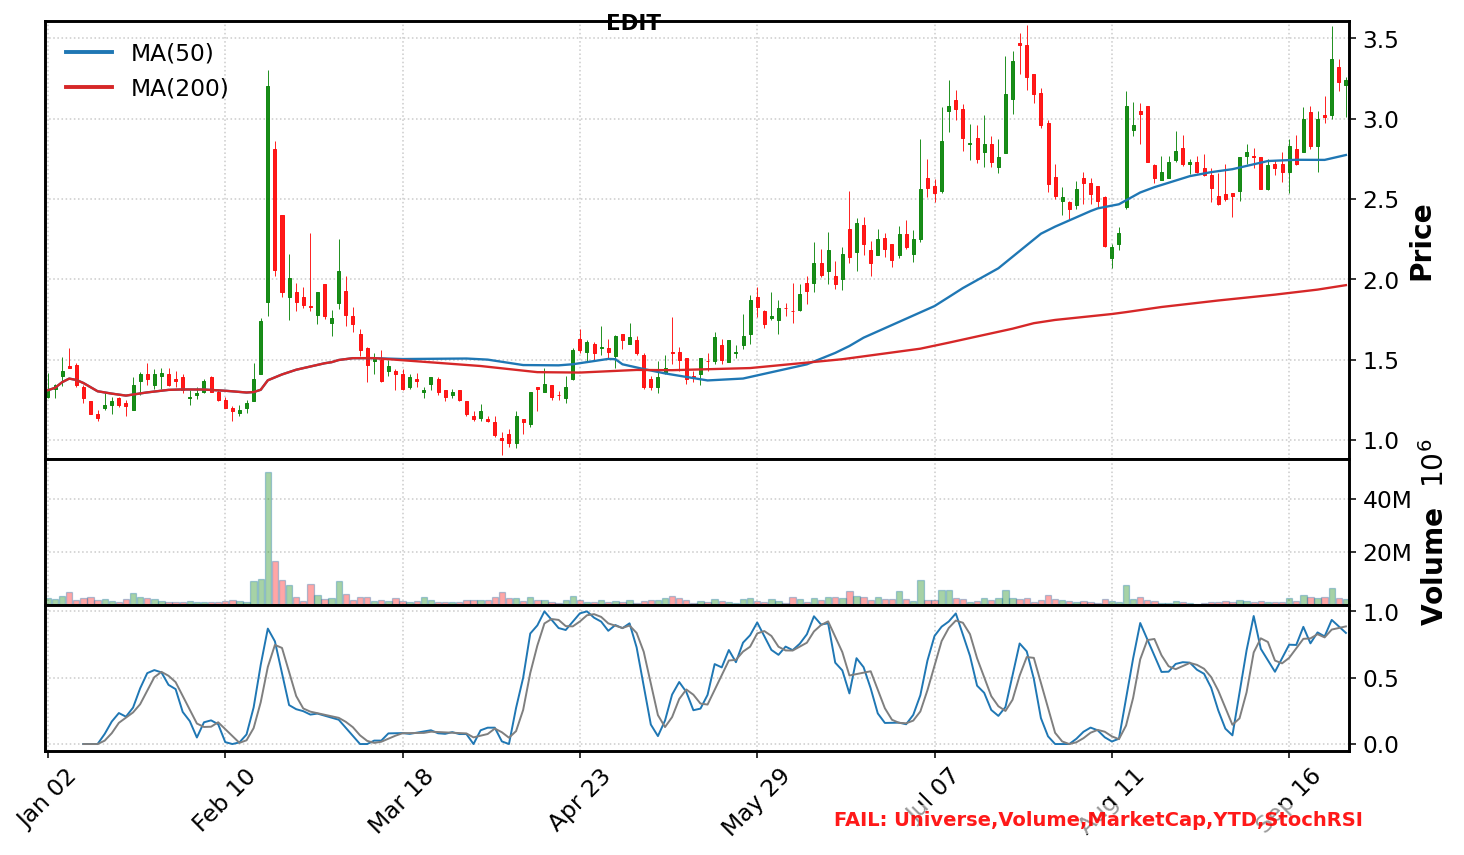 EDIT
MA(50)
MA(200)
3.5
3.0
2.5
2.0
1.5
1.0
Price
40M
20M
Volume 10^6
1.0
0.5
0.0
Jan 02
Feb 10
Mar 18
Apr 23
May 29
Jul 07
Aug 11
Sep 16
FAIL: Universe,Volume,MarketCap,YTD,StochRSI